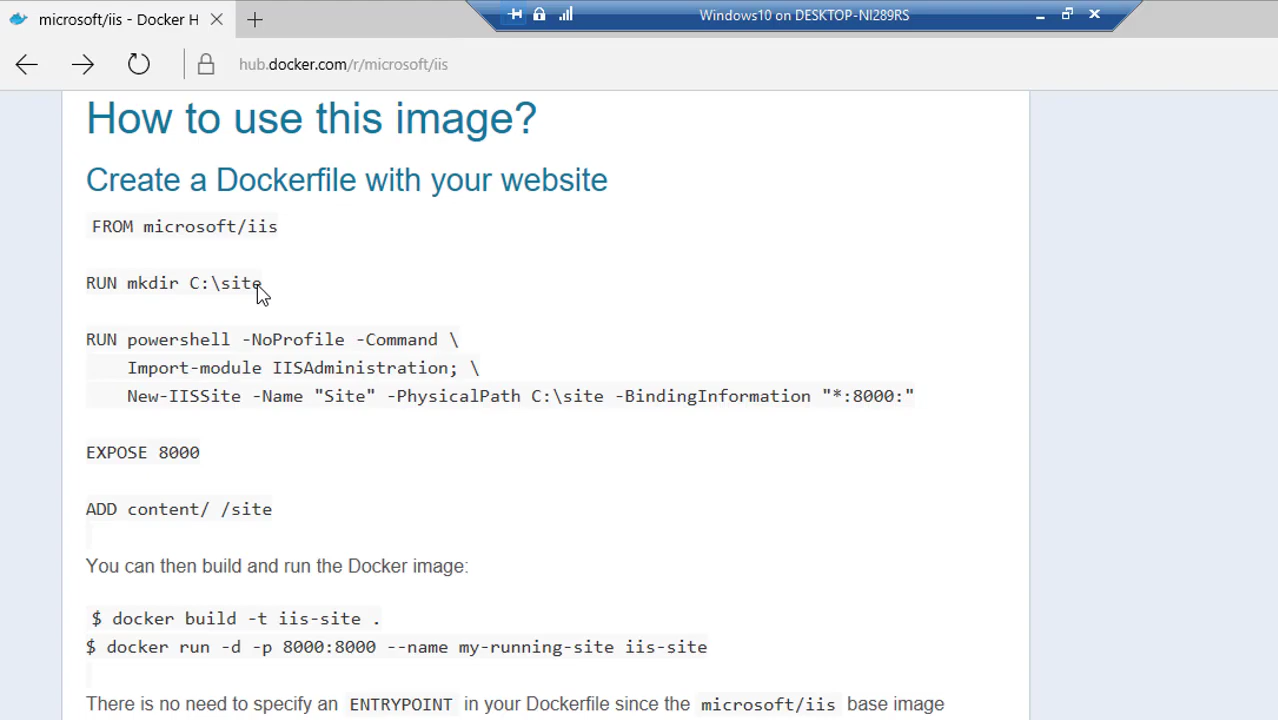 microsoft/iis - Docker H
Windows10 on DESKTOP-NI289RS
hub.docker.com/r/microsoft/iis
How to use this image?
Create a Dockerfile with your website
FROM microsoft/iis
RUN mkdir C:\site
RUN powershell -NoProfile -Command \
Import-module IISAdministration; \
New-IISSite -Name "Site" -PhysicalPath C:\site -BindingInformation "*:8000:"
EXPOSE 8000
ADD content/ /site
You can then build and run the Docker image:
$ docker build -t iis-site .
$ docker run -d -p 8000:8000 --name my-running-site iis-site
There is no need to specify an ENTRYPOINT in your Dockerfile since the microsoft/iis base image